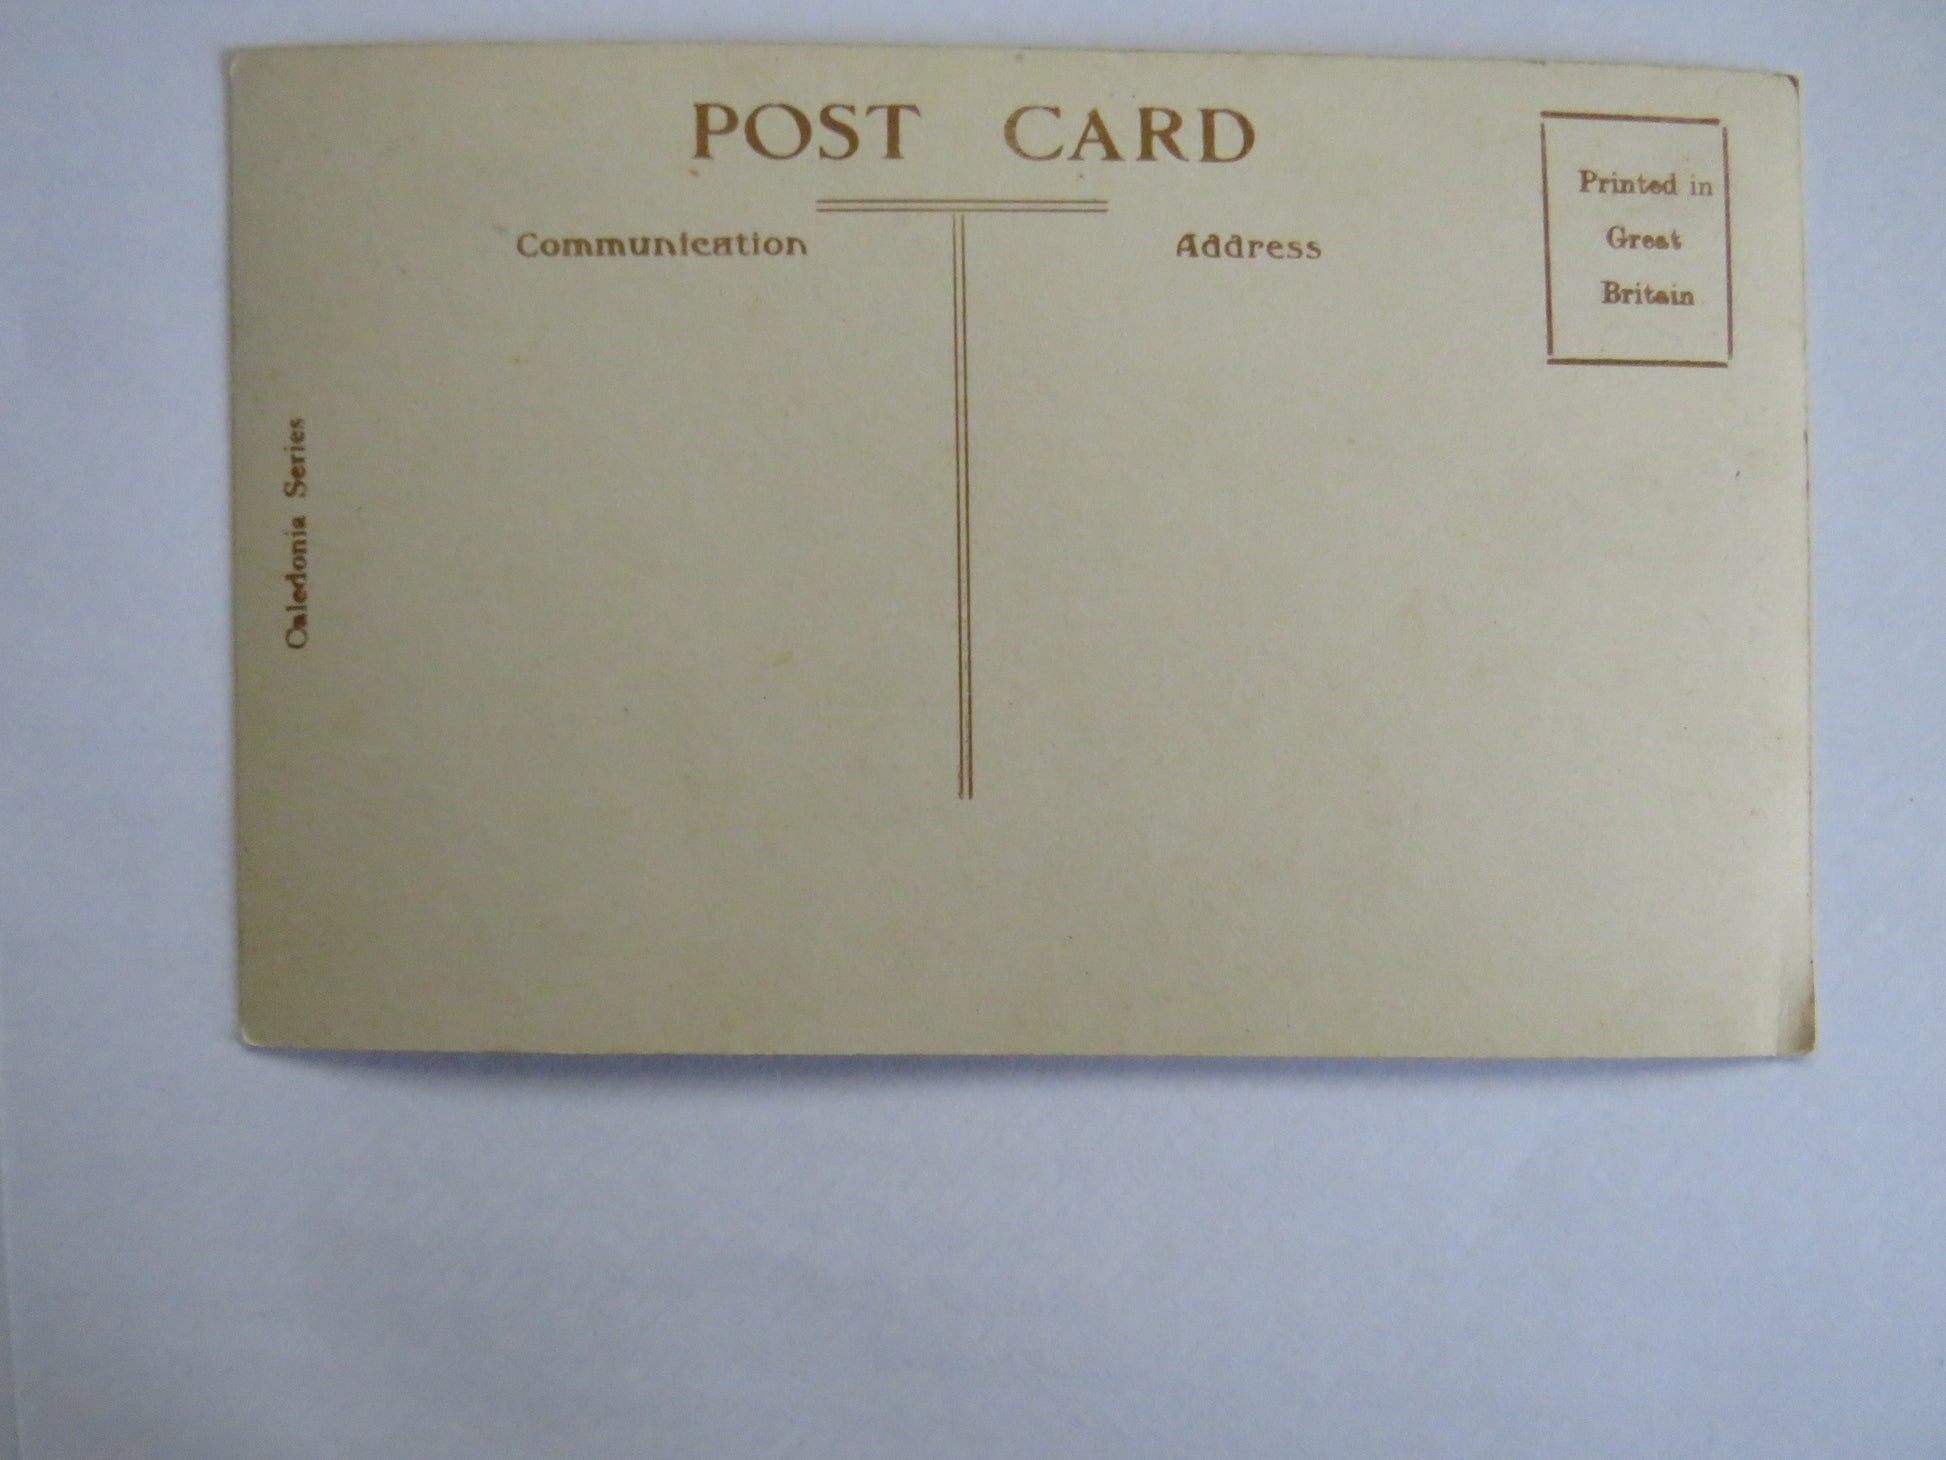 POST CARD
Communication
Address
Printed in
Great
Britain
Caledonia Series